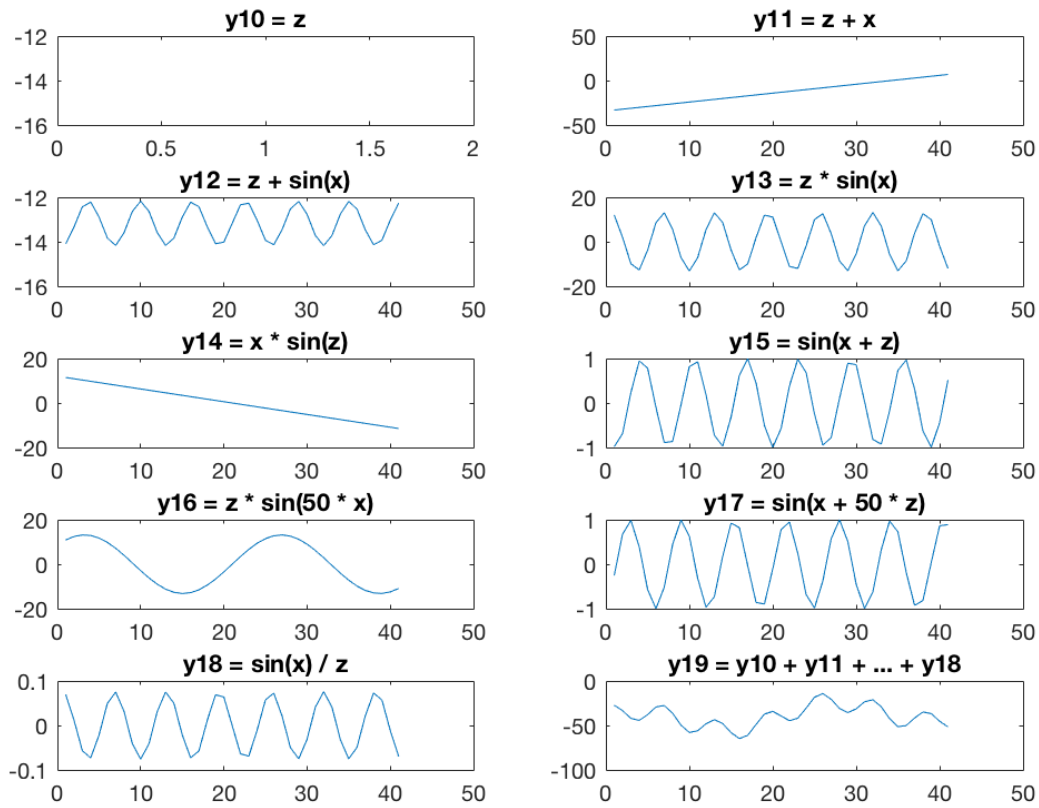 y10 = z
-12
-14
-16
0 0.5 1 1.5 2
y11 = z + x
50
0
-50
0 10 20 30 40 50
y12 = z + sin(x)
-12
-14
-16
0 10 20 30 40 50
y13 = z * sin(x)
20
0
-20
0 10 20 30 40 50
y14 = x * sin(z)
20
0
-20
0 10 20 30 40 50
y15 = sin(x + z)
1
0
-1
0 10 20 30 40 50
y16 = z * sin(50 * x)
20
0
-20
0 10 20 30 40 50
y17 = sin(x + 50 * z)
1
0
-1
0 10 20 30 40 50
y18 = sin(x) / z
0.1
0
-0.1
0 10 20 30 40 50
y19 = y10 + y11 + ... + y18
0
-50
-100
0 10 20 30 40 50